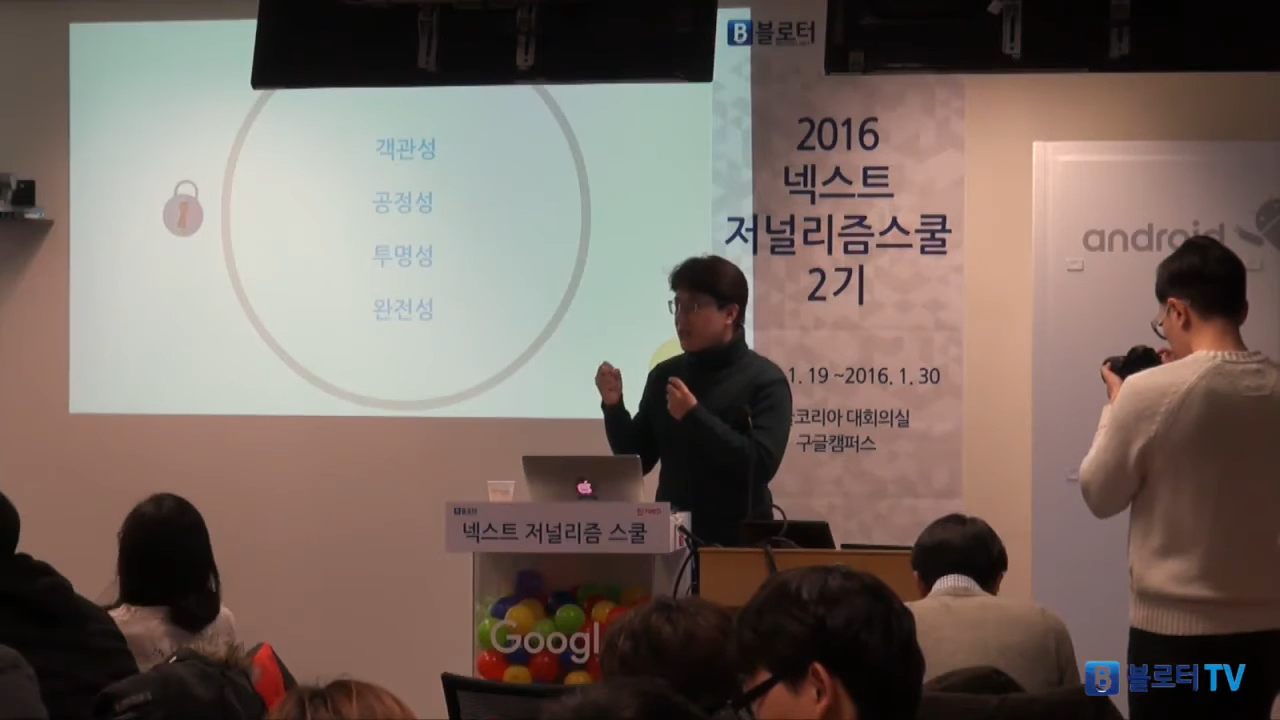 객관성
공정성
투명성
완전성
B 블로터
2016
넥스트
저널리즘스쿨
2기
1. 19 ~2016. 1. 30
코리아 대회의실
구글캠퍼스
android
넥스트 저널리즘 스쿨
Googl
B 블로터 TV